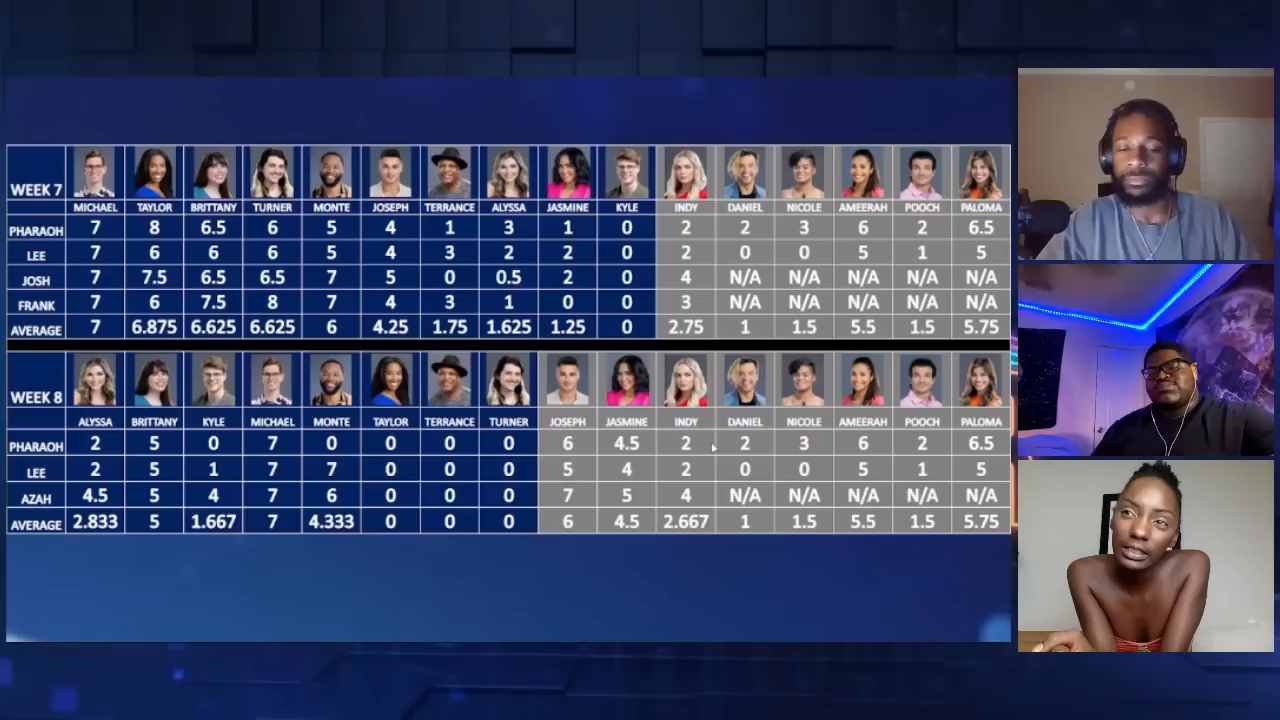 WEEK 7
MICHAEL TAYLOR BRITTANY TURNER MONTE JOSEPH TERRANCE ALYSSA JASMINE KYLE INDY DANIEL NICOLE AMEERAH POOCH PALOMA
PHARAOH 7 8 6.5 6 5 4 1 3 1 0 2 2 3 6 2 6.5
LEE 7 6 6 6 5 4 3 2 2 0 2 0 0 5 1 5
JOSH 7 7.5 6.5 6.5 7 5 0 0.5 2 0 4 N/A N/A N/A N/A N/A
FRANK 7 6 7.5 8 7 4 3 1 0 0 3 N/A N/A N/A N/A N/A
AVERAGE 7 6.875 6.625 6.625 6 4.25 1.75 1.625 1.25 0 2.75 1 1.5 5.5 1.5 5.75
WEEK 8
ALYSSA BRITTANY KYLE MICHAEL MONTE TAYLOR TERRANCE TURNER JOSEPH JASMINE INDY DANIEL NICOLE AMEERAH POOCH PALOMA
PHARAOH 2 5 0 7 0 0 0 0 6 4.5 2 2 3 6 2 6.5
LEE 2 5 1 7 7 0 0 0 5 4 2 0 0 5 1 5
AZAH 4.5 5 4 7 6 0 0 0 7 5 4 N/A N/A N/A N/A N/A
AVERAGE 2.833 5 1.667 7 4.333 0 0 0 6 4.5 2.667 1 1.5 5.5 1.5 5.75